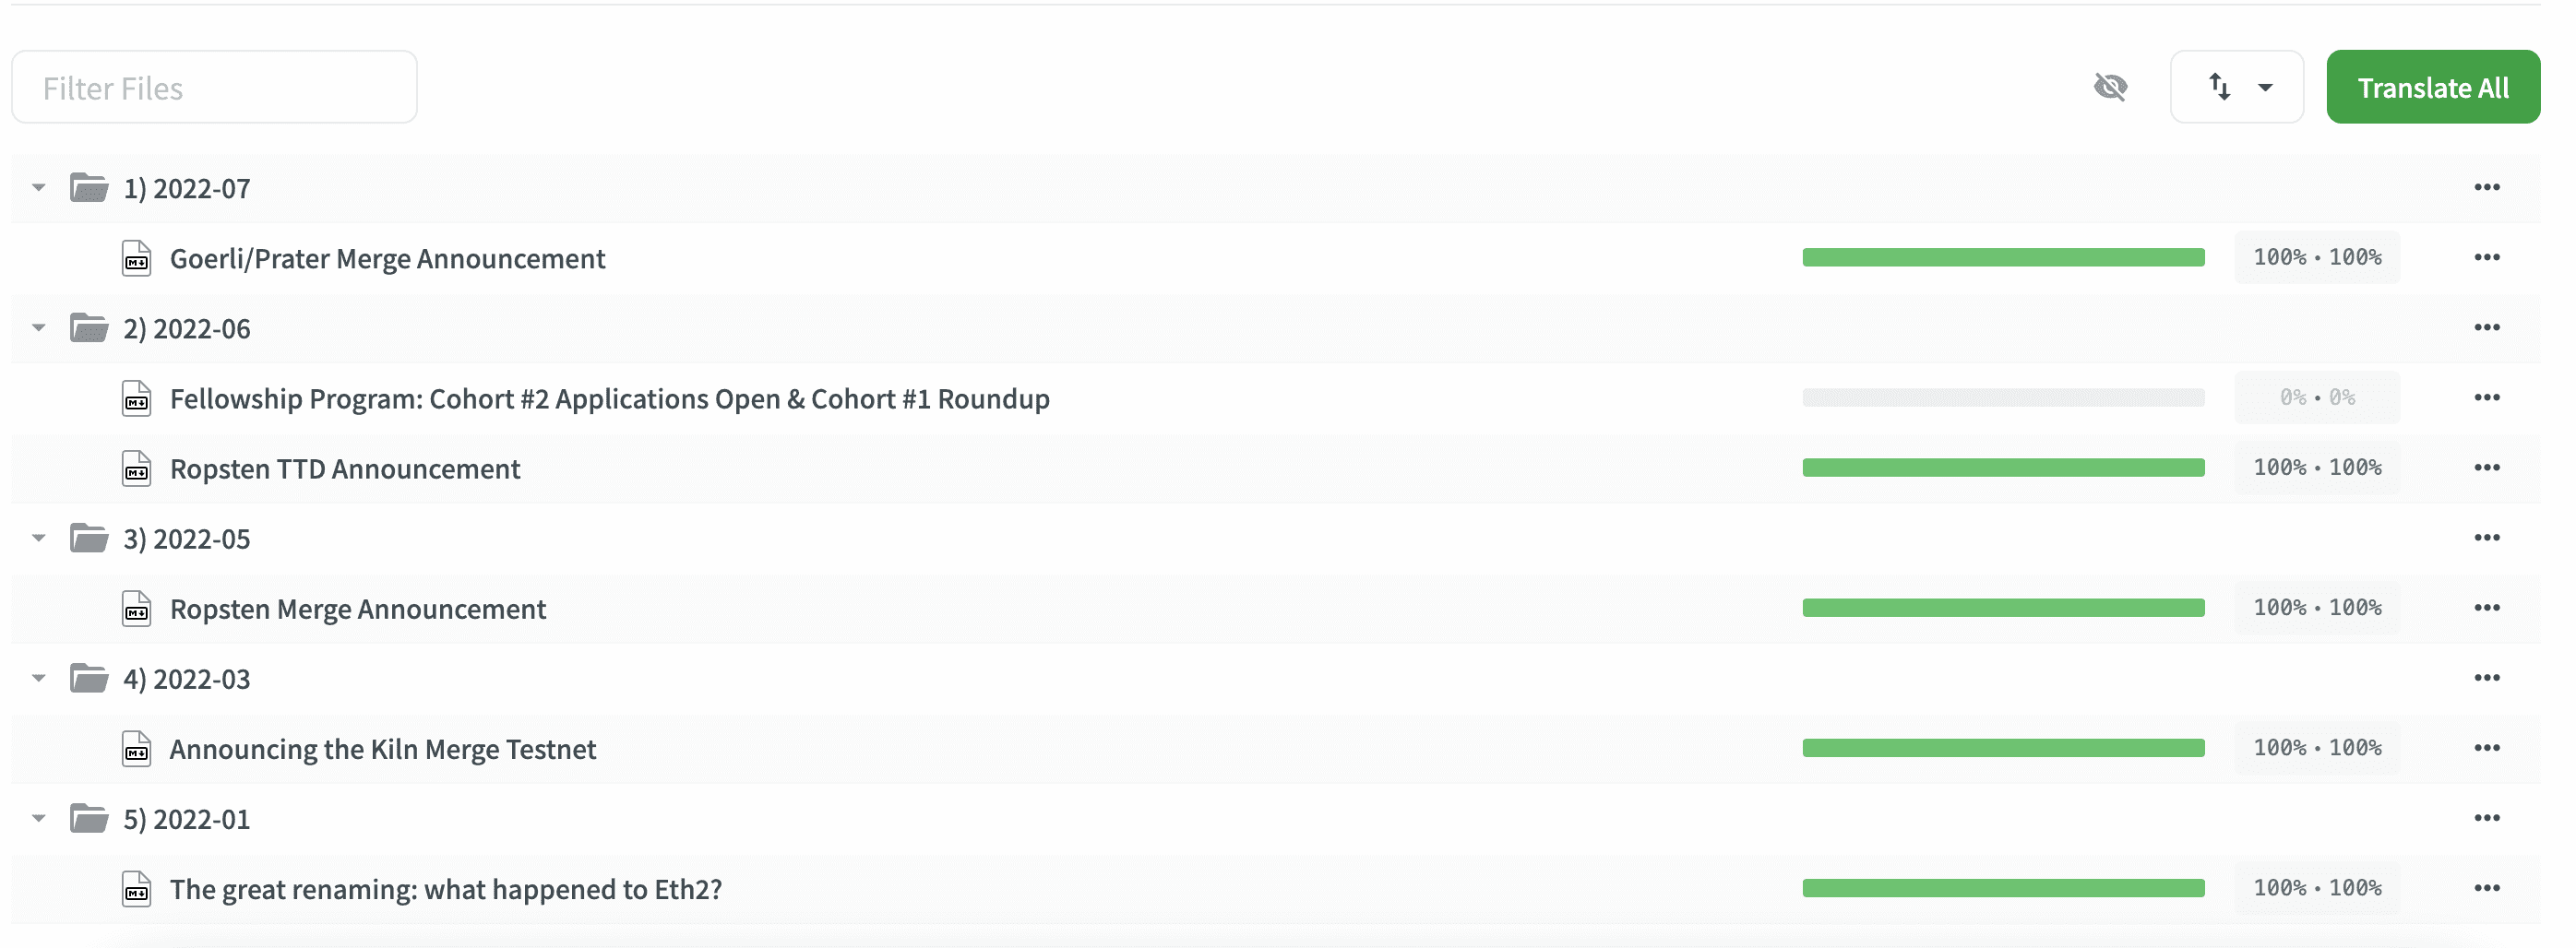 Filter Files
Translate All
1) 2022-07
Goerli/Prater Merge Announcement 100% • 100%
2) 2022-06
Fellowship Program: Cohort #2 Applications Open & Cohort #1 Roundup 0% • 0%
Ropsten TTD Announcement 100% • 100%
3) 2022-05
Ropsten Merge Announcement 100% • 100%
4) 2022-03
Announcing the Kiln Merge Testnet 100% • 100%
5) 2022-01
The great renaming: what happened to Eth2? 100% • 100%